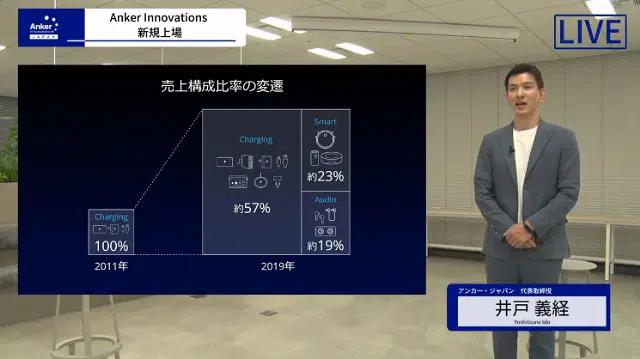 Anker
JAPAN
Anker Innovations
新規上場
LIVE
売上構成比率の変遷
Charging
100%
2011年
Charging
約57%
Smart
約23%
Audio
約19%
2019年
アンカー・ジャパン 代表取締役
井戸 義経
Yoshitsune Ido